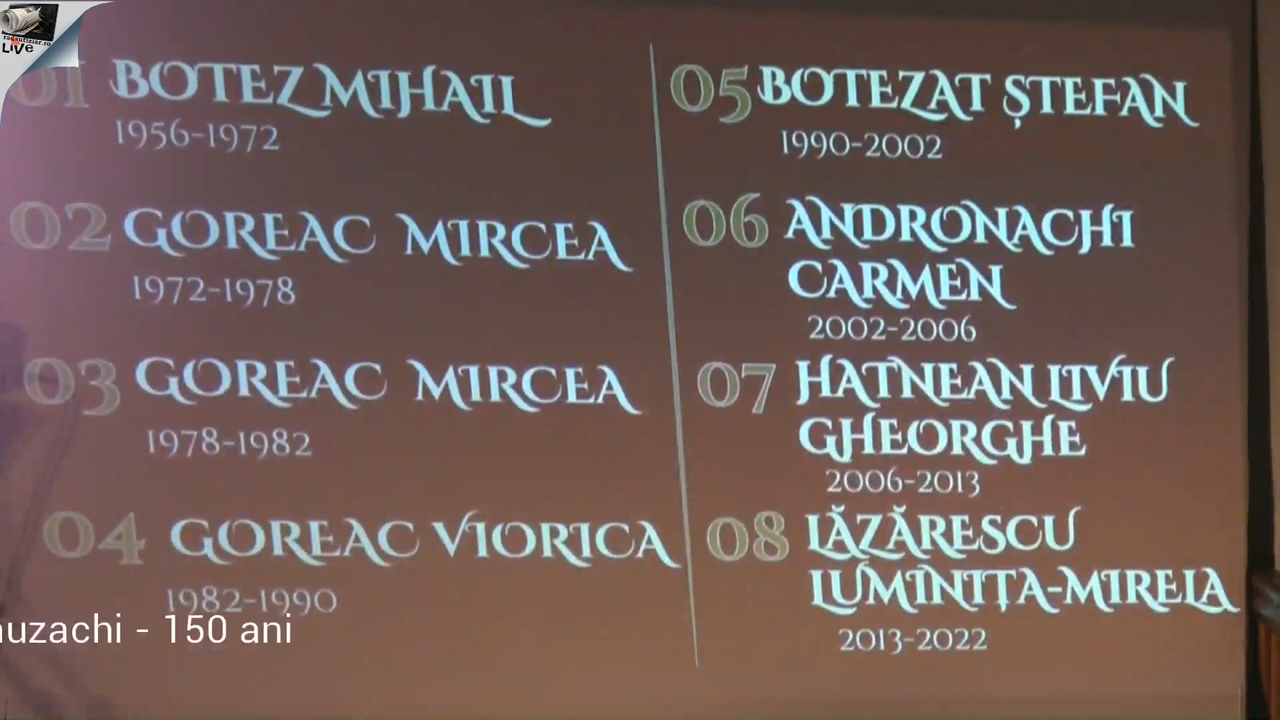 radautiziar.ro
Live
01 BOTEZ MIHAIL
1956-1972
02 GOREAC MIRCEA
1972-1978
03 GOREAC MIRCEA
1978-1982
04 GOREAC VIORICA
1982-1990
05 BOTEZAT ȘTEFAN
1990-2002
06 ANDRONACHI
CARMEN
2002-2006
07 HATNEAN LIVIU
GHEORGHE
2006-2013
08 LĂZĂRESCU
LUMINIȚA-MIRELA
2013-2022
uzachi - 150 ani